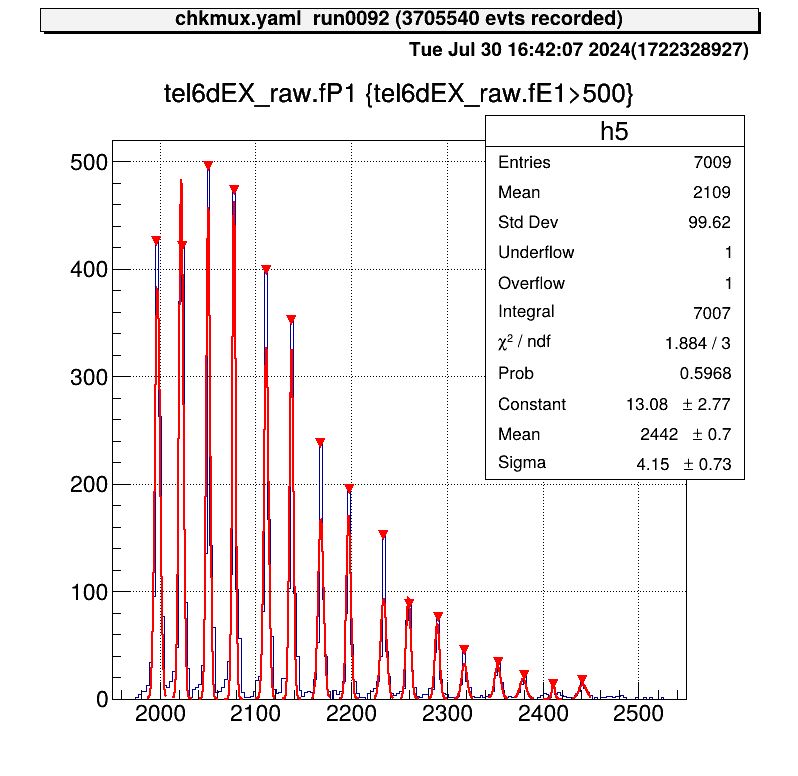 chkmux.yaml run0092 (3705540 evts recorded)
Tue Jul 30 16:42:07 2024(1722328927)
tel6dEX_raw.fP1 {tel6dEX_raw.fE1>500}
h5
Entries 7009
Mean 2109
Std Dev 99.62
Underflow 1
Overflow 1
Integral 7007
χ² / ndf 1.884 / 3
Prob 0.5968
Constant 13.08 ± 2.77
Mean 2442 ± 0.7
Sigma 4.15 ± 0.73
500
400
300
200
100
0
2000 2100 2200 2300 2400 2500